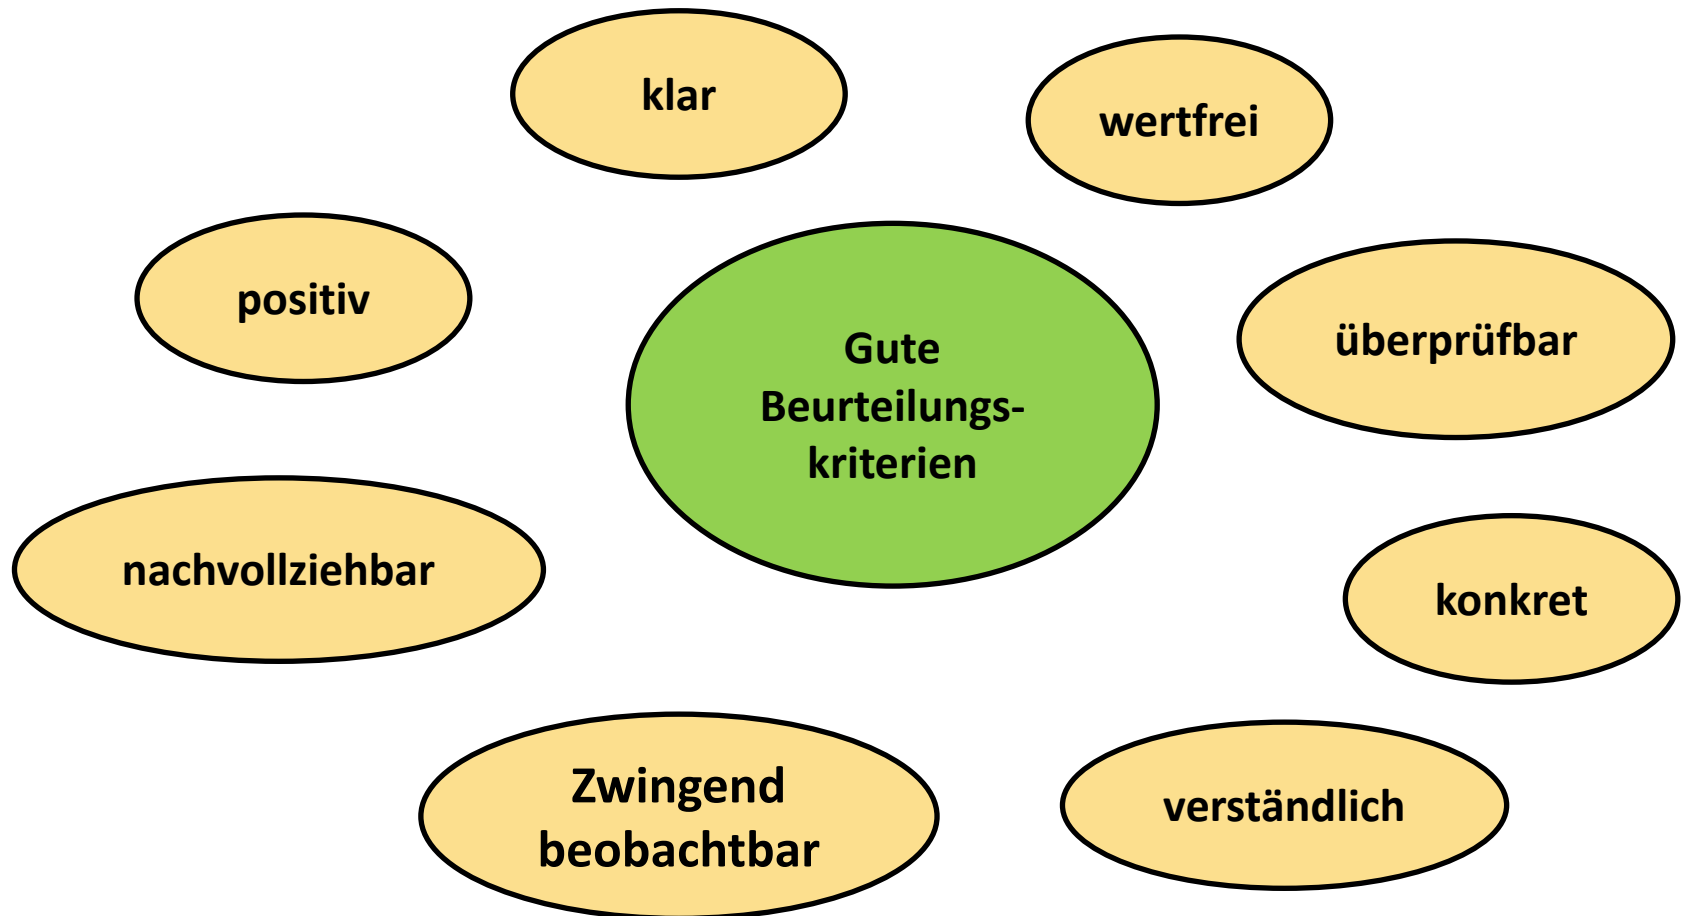 klar
wertfrei
positiv
Gute
Beurteilungs-
kriterien
überprüfbar
nachvollziehbar
konkret
Zwingend
beobachtbar
verständlich